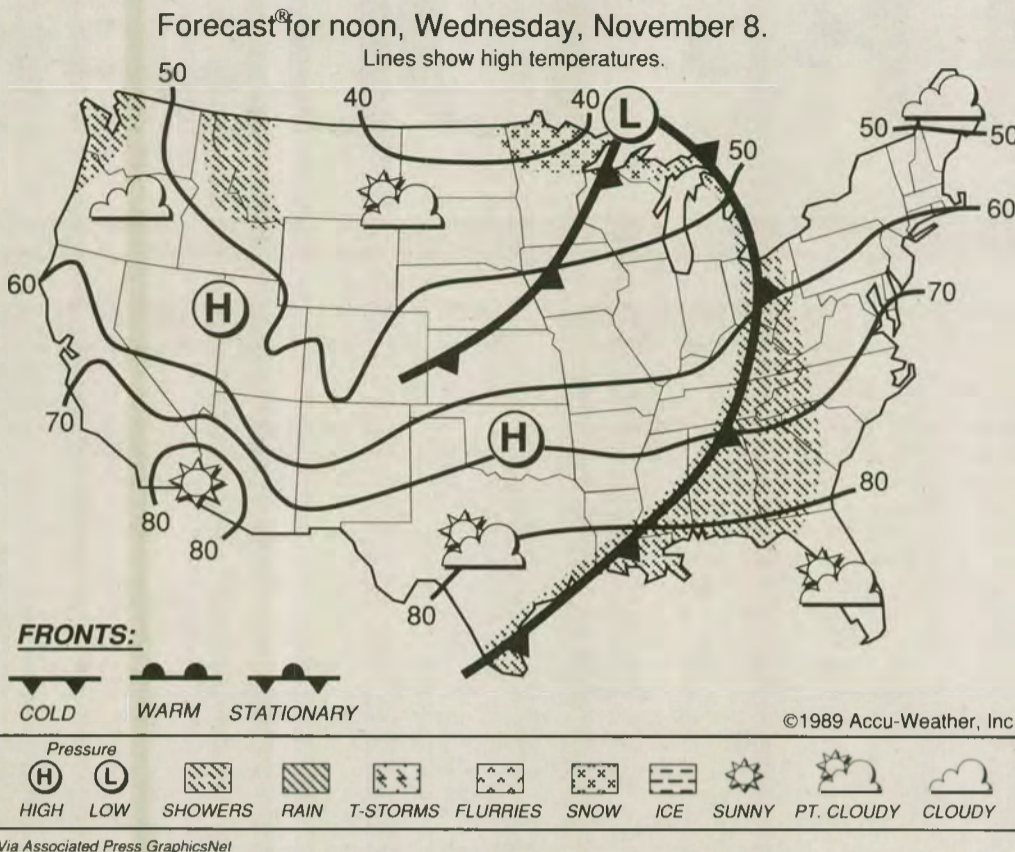 Forecast® for noon, Wednesday, November 8.
Lines show high temperatures.
50
40
40
L
50
50
50
60
60
H
70
70
H
80
80
80
80
FRONTS:
COLD WARM STATIONARY
©1989 Accu-Weather, Inc
Pressure
H L
HIGH LOW SHOWERS RAIN T-STORMS FLURRIES SNOW ICE SUNNY PT. CLOUDY CLOUDY
Via Associated Press GraphicsNet